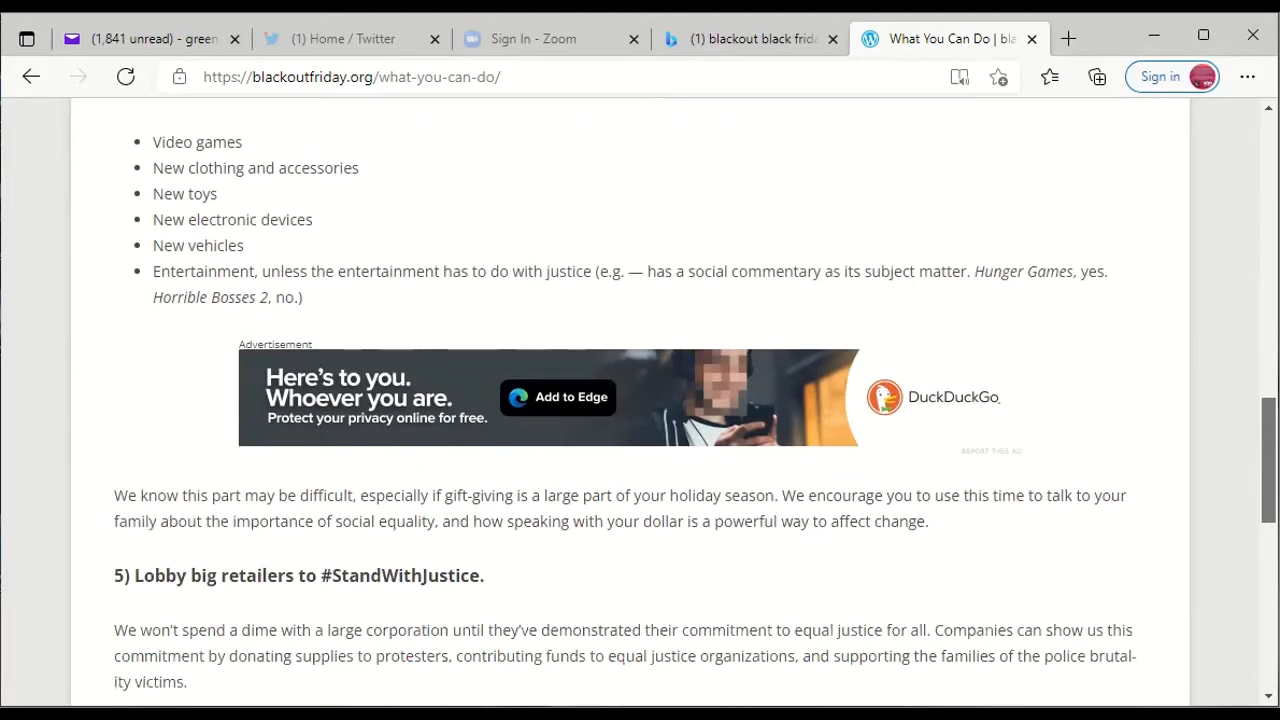 (1,841 unread) - green
(1) Home / Twitter
Sign In - Zoom
(1) blackout black frida
What You Can Do | bla
https://blackoutfriday.org/what-you-can-do/
Sign in
• Video games
• New clothing and accessories
• New toys
• New electronic devices
• New vehicles
• Entertainment, unless the entertainment has to do with justice (e.g. — has a social commentary as its subject matter. Hunger Games, yes.
Horrible Bosses 2, no.)
Advertisement
Here's to you.
Whoever you are.
Protect your privacy online for free.
Add to Edge
DuckDuckGo.
REPORT THIS AD
We know this part may be difficult, especially if gift-giving is a large part of your holiday season. We encourage you to use this time to talk to your
family about the importance of social equality, and how speaking with your dollar is a powerful way to affect change.
5) Lobby big retailers to #StandWithJustice.
We won't spend a dime with a large corporation until they've demonstrated their commitment to equal justice for all. Companies can show us this
commitment by donating supplies to protesters, contributing funds to equal justice organizations, and supporting the families of the police brutal-
ity victims.